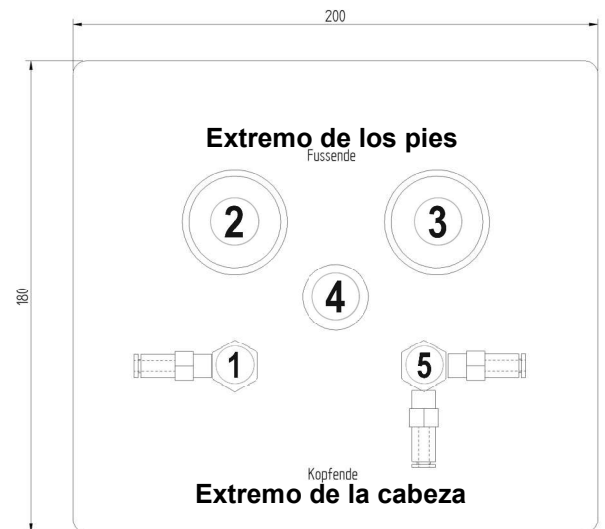 200
Extremo de los pies
Fussende
2 3
4
180
1 5
Kopfende
Extremo de la cabeza